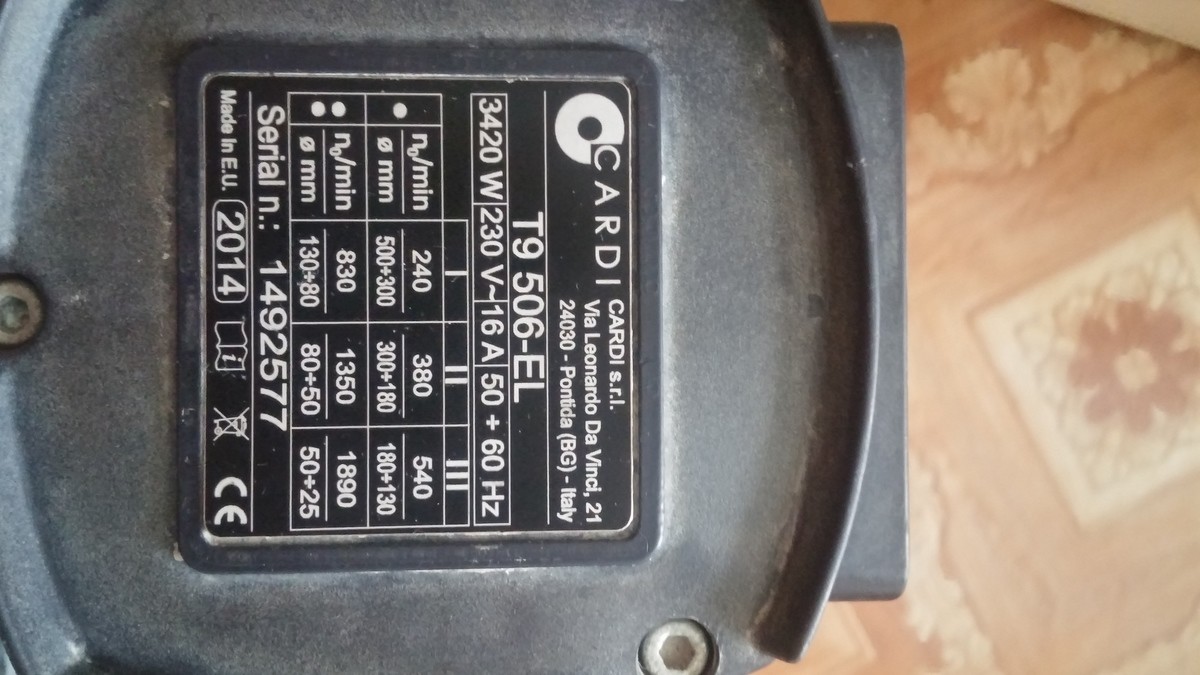 CARDI
CARDI s.r.l.
Via Leonardo Da Vinci, 21
24030 - Pontida (BG) - Italy
T9 506-EL
3420 W 230 V~ 16 A 50 ÷ 60 Hz
I II III
● n₀/min 240 380 540
ø mm 500÷300 300÷180 180÷130
●● n₀/min 830 1350 1890
ø mm 130÷80 80÷50 50÷25
Serial n.: 1492577
Made In E.U. 2014 i CE